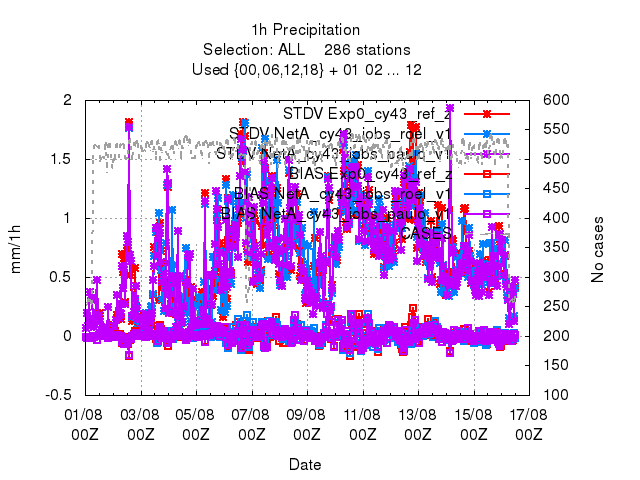 1h Precipitation
Selection: ALL 286 stations
Used {00,06,12,18} + 01 02 ... 12
2
1.5
1
0.5
0
-0.5
mm/1h
STDV Exp0_cy43_ref_z
STDV NetA_cy43_iobs_roel_v1
STDV NetA_cy43_iobs_paulo_v1
BIAS Exp0_cy43_ref_z
BIAS NetA_cy43_iobs_roel_v1
BIAS NetA_cy43_iobs_paulo_v1
CASES
600
550
500
450
400
350
300
250
200
150
100
No cases
01/08 03/08 05/08 07/08 09/08 11/08 13/08 15/08 17/08
00Z 00Z 00Z 00Z 00Z 00Z 00Z 00Z 00Z
Date